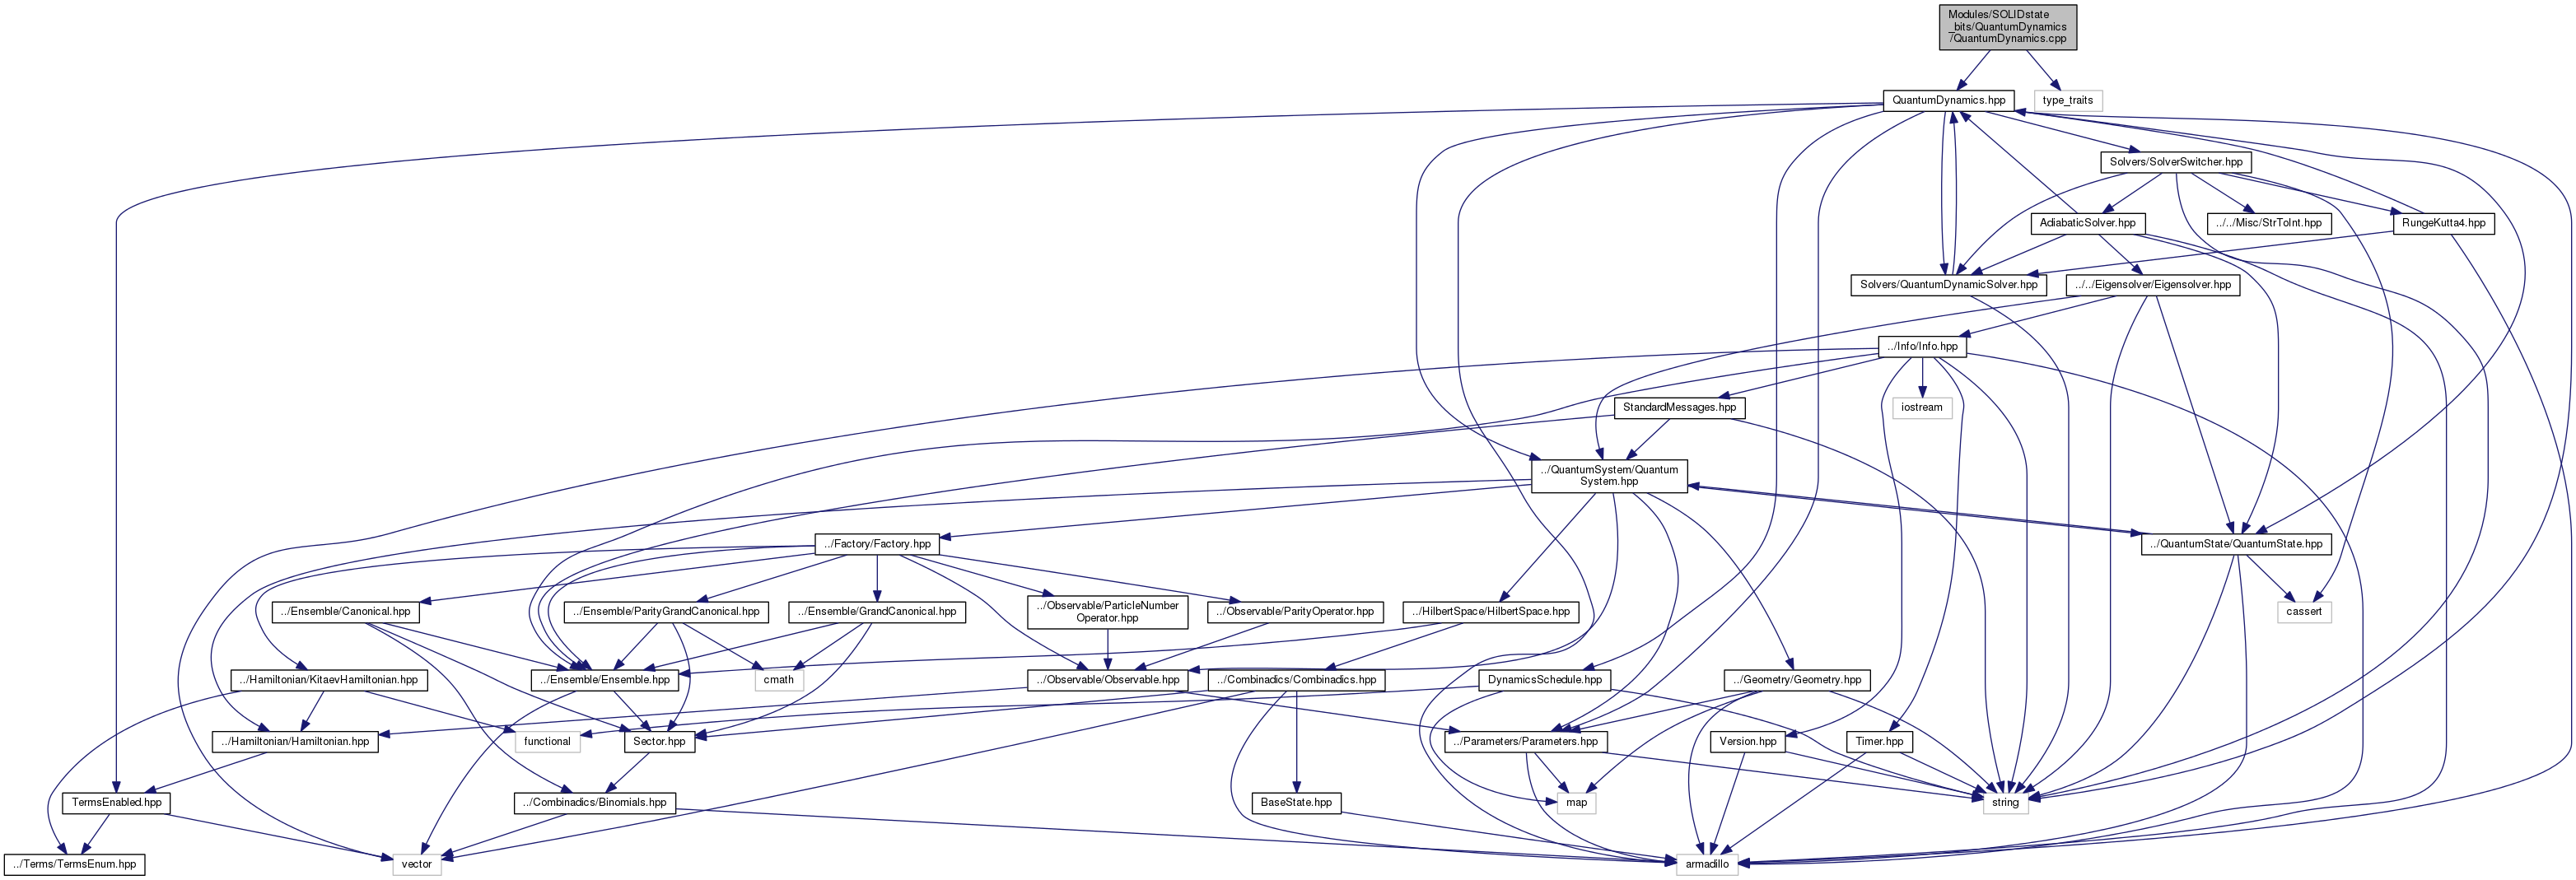 Modules/SOLIDstate
_bits/QuantumDynamics
/QuantumDynamics.cpp
QuantumDynamics.hpp
type_traits
Solvers/SolverSwitcher.hpp
AdiabaticSolver.hpp
../../Misc/StrToInt.hpp
RungeKutta4.hpp
Solvers/QuantumDynamicSolver.hpp
../../Eigensolver/Eigensolver.hpp
../Info/Info.hpp
StandardMessages.hpp
iostream
../QuantumSystem/Quantum
System.hpp
../Factory/Factory.hpp
../QuantumState/QuantumState.hpp
../Ensemble/Canonical.hpp
../Ensemble/ParityGrandCanonical.hpp
../Ensemble/GrandCanonical.hpp
../Observable/ParticleNumber
Operator.hpp
../Observable/ParityOperator.hpp
../HilbertSpace/HilbertSpace.hpp
cassert
../Hamiltonian/KitaevHamiltonian.hpp
../Ensemble/Ensemble.hpp
cmath
../Observable/Observable.hpp
../Combinadics/Combinadics.hpp
DynamicsSchedule.hpp
../Geometry/Geometry.hpp
../Hamiltonian/Hamiltonian.hpp
functional
Sector.hpp
../Parameters/Parameters.hpp
Version.hpp
Timer.hpp
TermsEnabled.hpp
../Combinadics/Binomials.hpp
BaseState.hpp
map
string
../Terms/TermsEnum.hpp
vector
armadillo